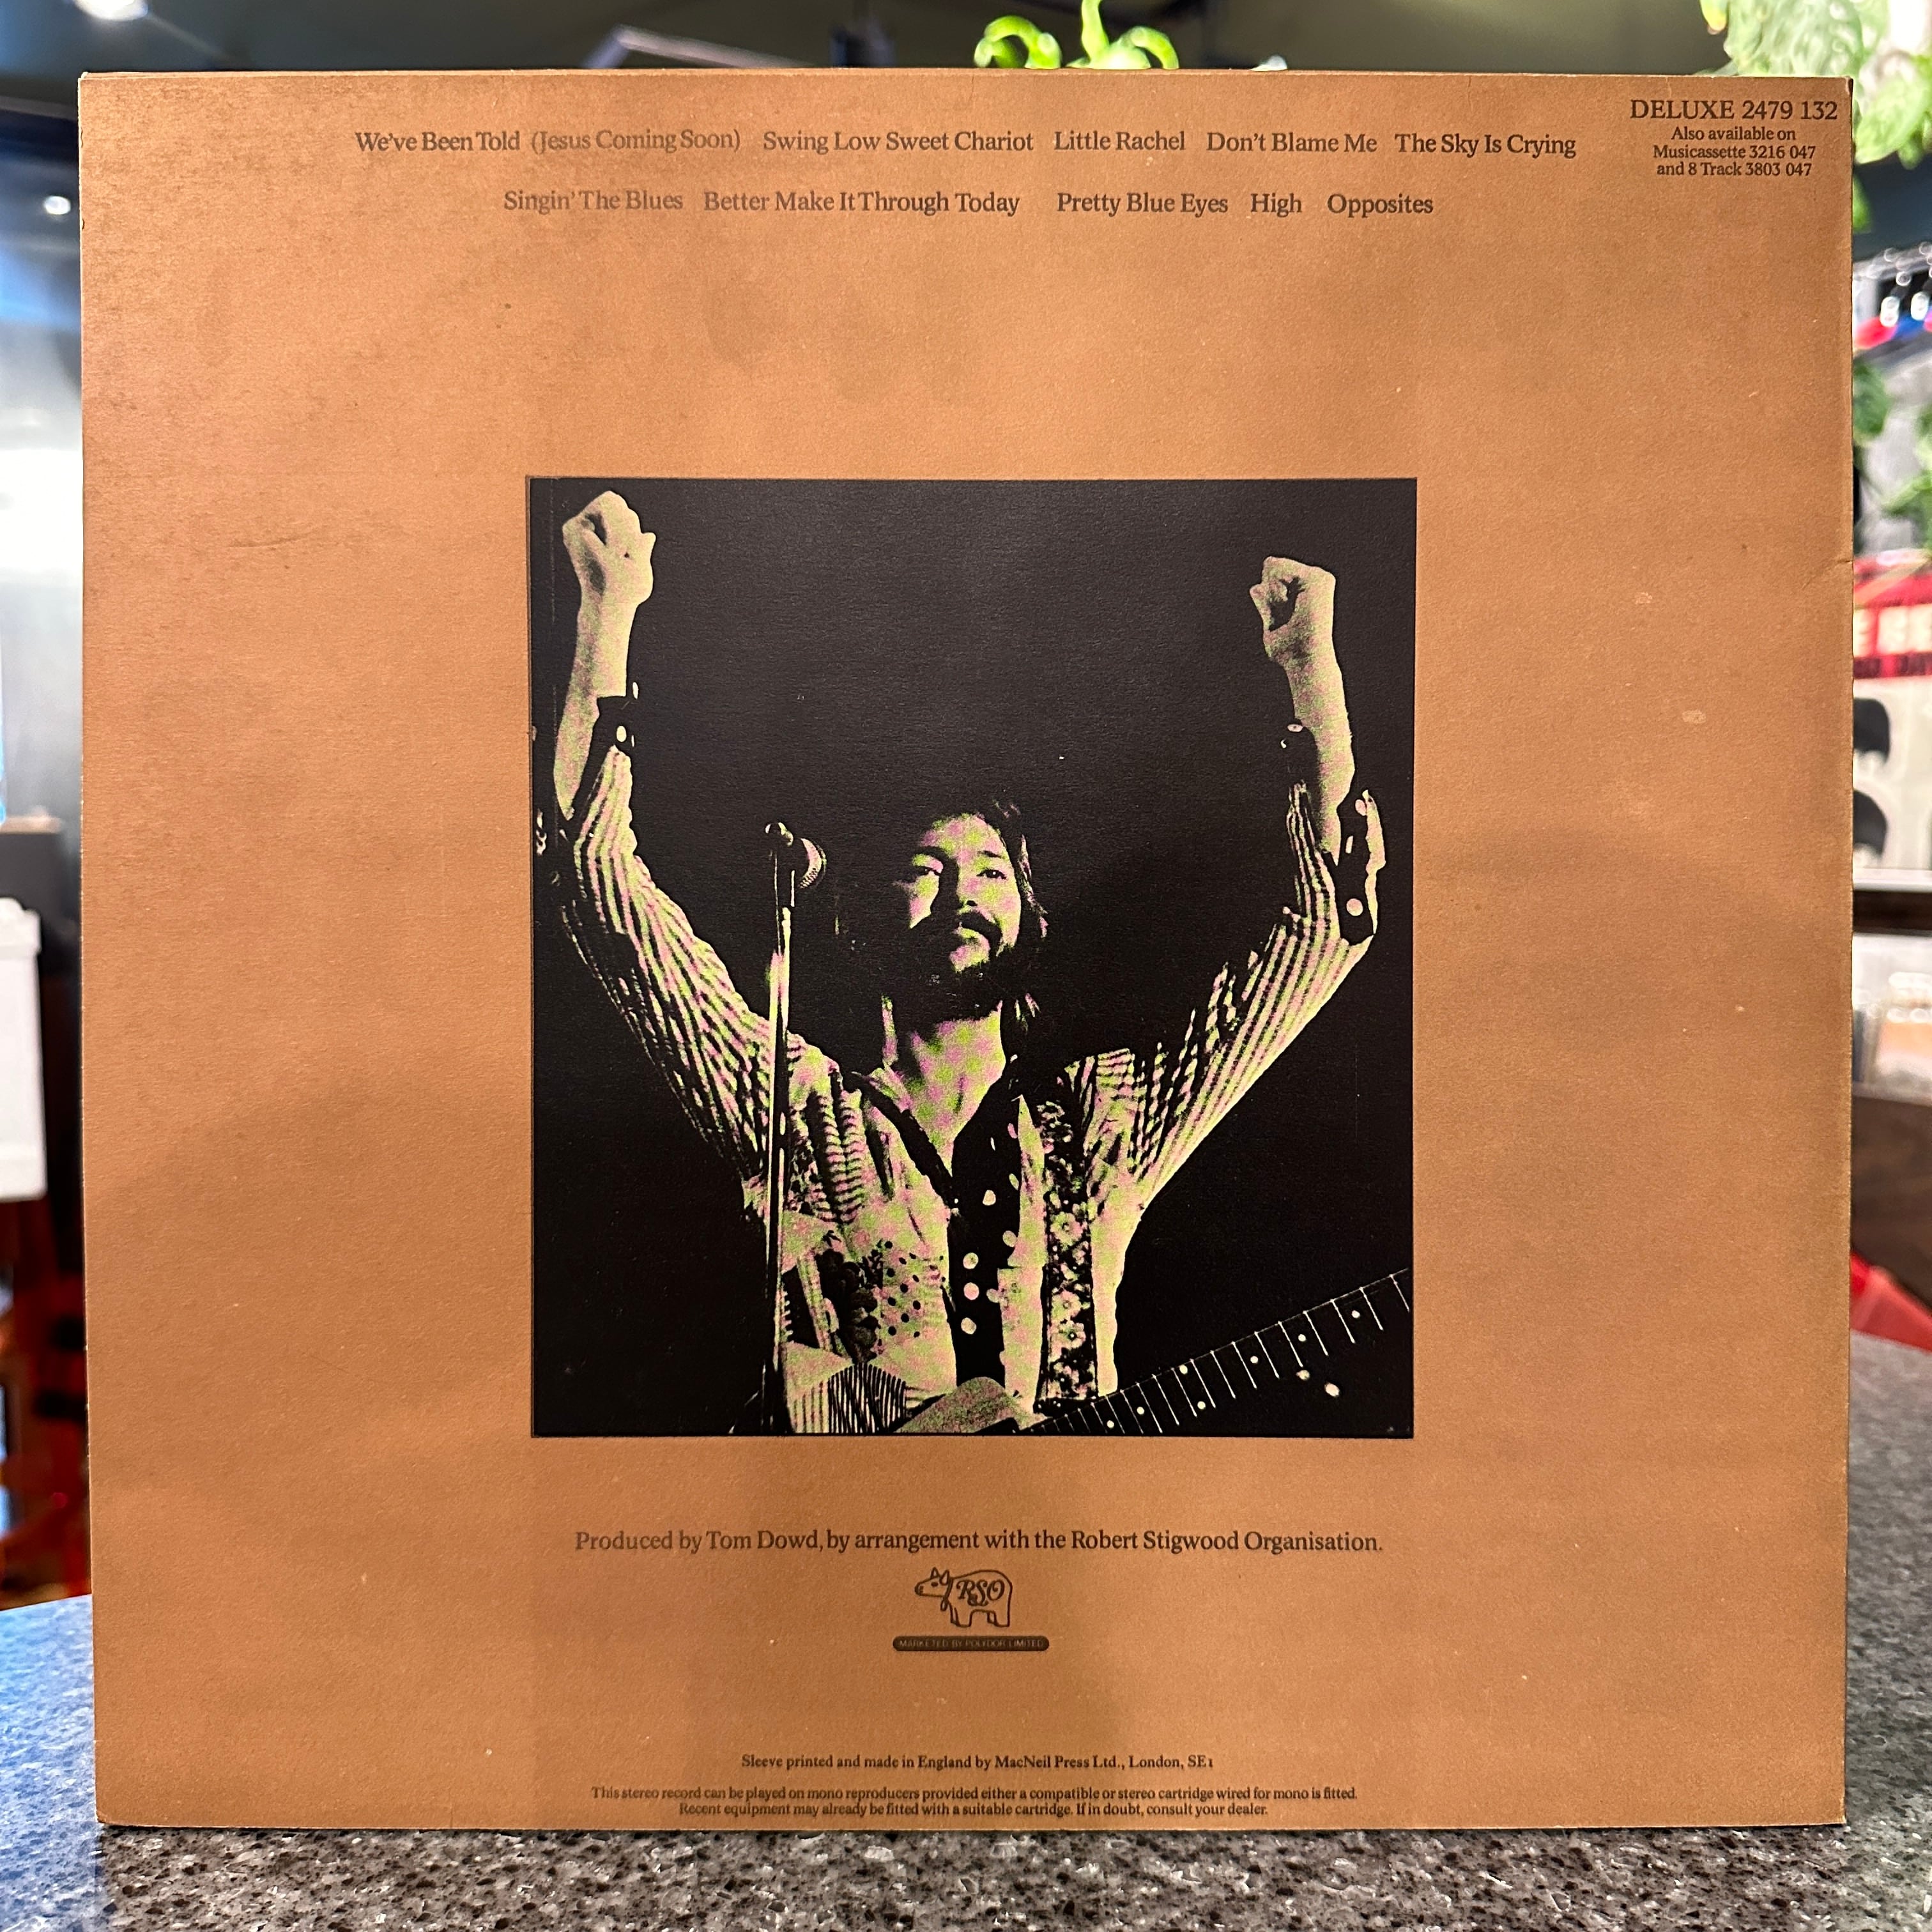 DELUXE 2479 132
Also available on
Musicassette 3216 047
and 8 Track 3803 047
We've Been Told (Jesus Coming Soon) Swing Low Sweet Chariot Little Rachel Don't Blame Me The Sky Is Crying
Singin' The Blues Better Make It Through Today Pretty Blue Eyes High Opposites
Produced by Tom Dowd, by arrangement with the Robert Stigwood Organisation.
RSO
MARKETED BY POLYDOR LIMITED
Sleeve printed and made in England by MacNeil Press Ltd., London, SE1
This stereo record can be played on mono reproducers provided either a compatible or stereo cartridge wired for mono is fitted.
Recent equipment may already be fitted with a suitable cartridge. If in doubt, consult your dealer.